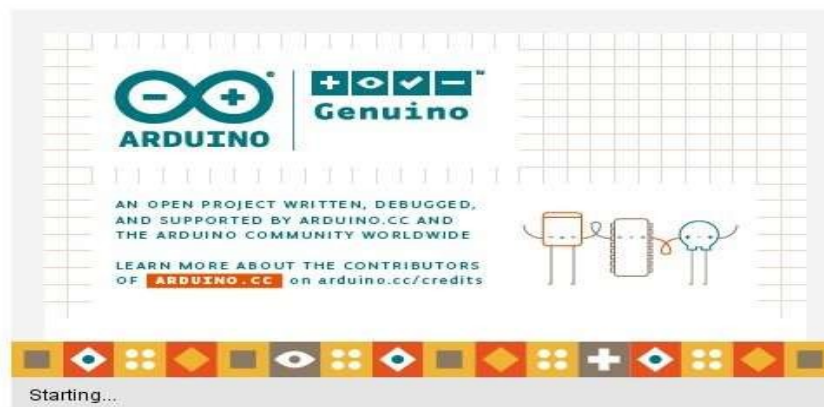 ARDUINO
Genuino
AN OPEN PROJECT WRITTEN, DEBUGGED,
AND SUPPORTED BY ARDUINO.CC AND
THE ARDUINO COMMUNITY WORLDWIDE
LEARN MORE ABOUT THE CONTRIBUTORS
OF ARDUINO.CC on arduino.cc/credits
Starting...